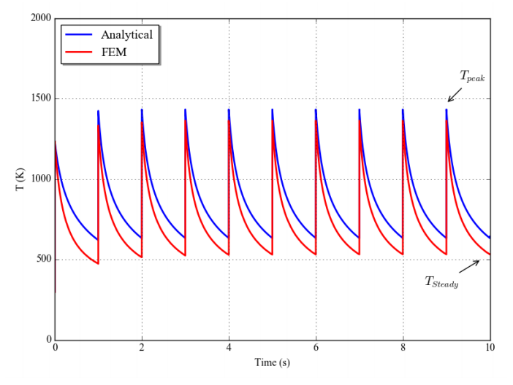 2000
Analytical
FEM
T_peak
1500
T (K)
1000
500
T_Steady
0
0 2 4 6 8 10
Time (s)